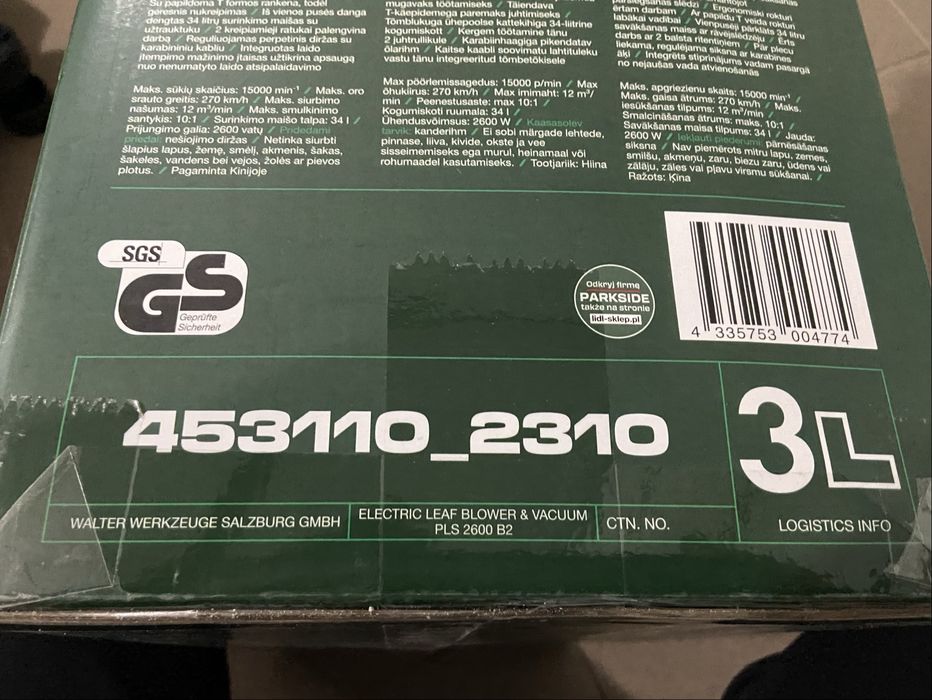 Su papildoma T formos rankena, todėl
geresnis nukreipimas / Iš vienos pusės danga
dengtas 34 litrų surinkimo maišas su
užtrauktuku / 2 kreipiamieji ratukai palengvina
darbą / Reguliuojamas perpetinis diržas su
karabininiu kabliu / Integruotas laido
įtempimo mažinimo įtaisas užtikrina apsaugą
nuo nenumatyto laido atsipalaidavimo
Maks. sūkių skaičius: 15000 min⁻¹ / Maks. oro
srauto greitis: 270 km/h / Maks. siurbimo
našumas: 12 m³/min / Maks. smulkinimo
santykis: 10:1 / Surinkimo maišo talpa: 34 l /
Prijungimo galia: 2600 vatų / Pridedami
priedai: nešiojimo diržas / Netinka siurbti
šlapius lapus, žemę, smėlį, akmenis, šakas,
šakeles, vandens bei vejos, žolės ar pievos
plotus. / Pagaminta Kinijoje
mugavaks töötamiseks / Täiendava
T-käepidemega paremaks juhtimiseks /
Tõmblukuga ühepoolse kattekihiga 34-liitrine
kogumiskott / Kergem töötamine tänu
2 juhtrullikule / Karabiinhaagiga pikendatav
õlarihm / Kaitse kaabli soovimatu lahtituleku
vastu tänu integreeritud tõmbetõkisele
Max pöörlemissagedus: 15000 p/min / Max
õhukiirus: 270 km/h / Max imimaht: 12 m³/
min / Peenestusaste: max 10:1 /
Kogumiskoti ruumala: 34 l /
Ühendusvõimsus: 2600 W / Kaasasolev
tarvik: kanderihm / Ei sobi märgade lehtede,
pinnase, liiva, kivide, okste ja vee
sisseimemiseks ega murul, heinamaal või
rohumaadel kasutamiseks. / Tootjariik: Hiina
ērtam darbam / Ar papildu T veida rokturi
labākai vadībai / Vienpusēji pārklāts 34 litru
savākšanas maiss ar rāvējslēdzēju / Ērts
darbs ar 2 balsta riteniņiem / Pār plecu
liekama, regulējama siksna ar karabīnes
āķi / Integrēts stiprinājums vadam pasargā
no nejaušas vada atvienošanās
Maks. apgriezienu skaits: 15000 min⁻¹ /
Maks. gaisa ātrums: 270 km/h / Maks.
iesūkšanas tilpums: 12 m³/min /
Smalcināšanas ātrums: maks. 10:1 /
Savākšanas maisa tilpums: 34 l / Jauda:
2600 W / Iekļauti piederumi: pārnēsāšanas
siksna / Nav piemērots mitru lapu, zemes,
smilšu, akmeņu, zaru, biezu zaru, ūdens vai
zālāju, zāles vai pļavu virsmu sūkšanai. /
Ražots: Ķīna
SGS
GS
Geprüfte
Sicherheit
Odkryj firmę
PARKSIDE
także na stronie
lidl-sklep.pl
4 335753 004774
453110_2310
3L
WALTER WERKZEUGE SALZBURG GMBH
ELECTRIC LEAF BLOWER & VACUUM
PLS 2600 B2
CTN. NO.
LOGISTICS INFO